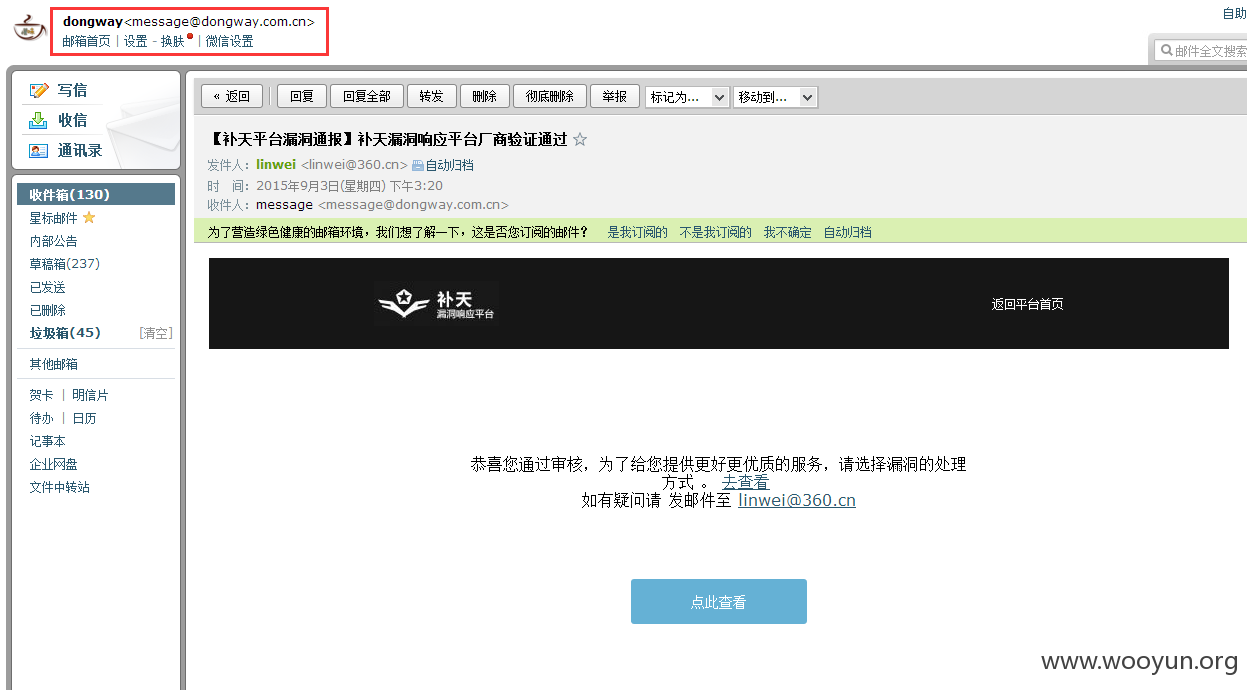 dongway<message@dongway.com.cn>
自助
邮箱首页 | 设置 - 换肤 | 微信设置
邮件全文搜索
写信
收信
通讯录
« 返回 回复 回复全部 转发 删除 彻底删除 举报 标记为... 移动到...
【补天平台漏洞通报】补天漏洞响应平台厂商验证通过
发件人：linwei <linwei@360.cn> 自动归档
时 间：2015年9月3日(星期四) 下午3:20
收件人：message <message@dongway.com.cn>
为了营造绿色健康的邮箱环境，我们想了解一下，这是否您订阅的邮件？ 是我订阅的 不是我订阅的 我不确定 自动归档
收件箱(130)
星标邮件
内部公告
草稿箱(237)
已发送
已删除
垃圾箱(45) [清空]
其他邮箱
贺卡 | 明信片
待办 | 日历
记事本
企业网盘
文件中转站
补天
漏洞响应平台
返回平台首页
恭喜您通过审核，为了给您提供更好更优质的服务，请选择漏洞的处理
方式 。 去查看
如有疑问请 发邮件至 linwei@360.cn
点此查看
www.wooyun.org